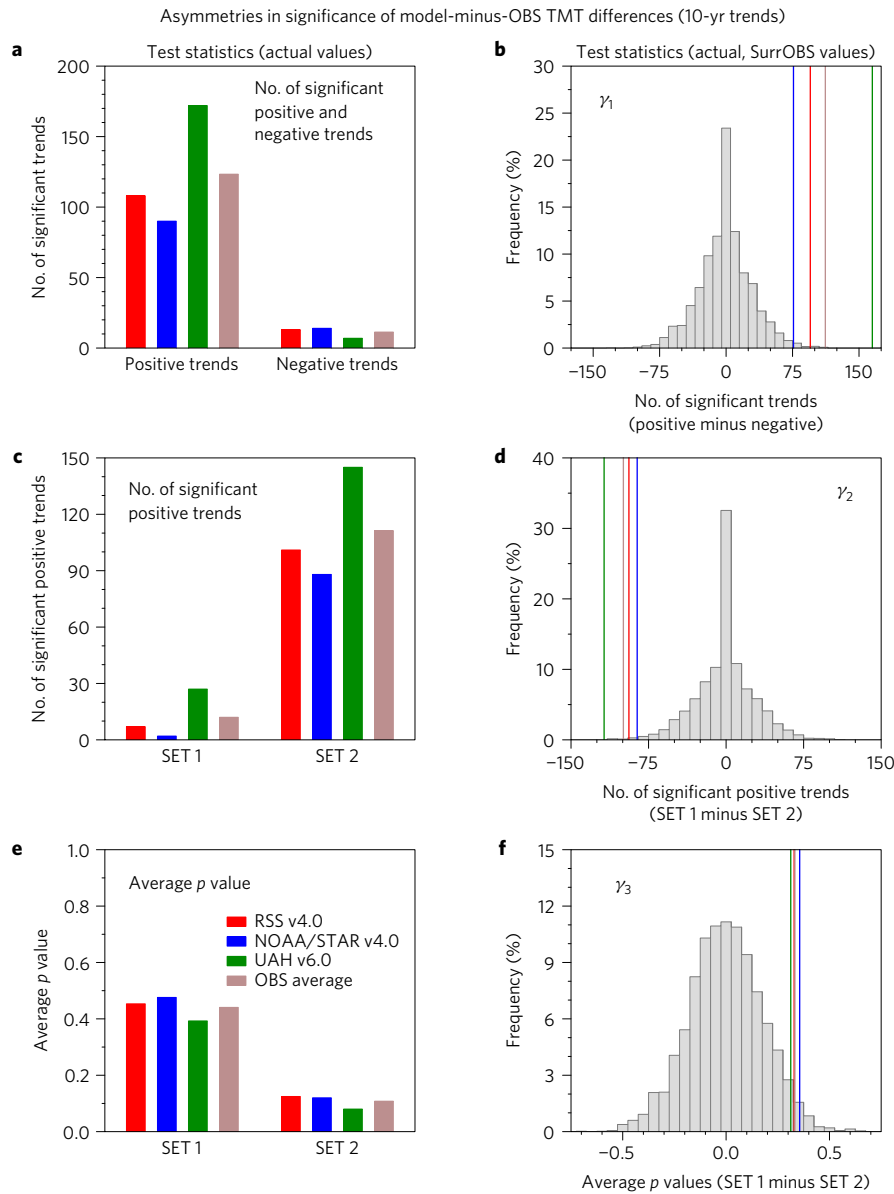 Asymmetries in significance of model-minus-OBS TMT differences (10-yr trends)
a
Test statistics (actual values)
No. of significant
positive and
negative trends
No. of significant trends
200
150
100
50
0
Positive trends
Negative trends
b
Test statistics (actual, SurrOBS values)
γ1
Frequency (%)
30
25
20
15
10
5
0
−150
−75
0
75
150
No. of significant trends
(positive minus negative)
c
No. of significant
positive trends
No. of significant positive trends
150
120
90
60
30
0
SET 1
SET 2
d
γ2
Frequency (%)
40
30
20
10
0
−150
−75
0
75
150
No. of significant positive trends
(SET 1 minus SET 2)
e
Average p value
RSS v4.0
NOAA/STAR v4.0
UAH v6.0
OBS average
Average p value
1.0
0.8
0.6
0.4
0.2
0.0
SET 1
SET 2
f
γ3
Frequency (%)
15
12
9
6
3
0
−0.5
0.0
0.5
Average p values (SET 1 minus SET 2)